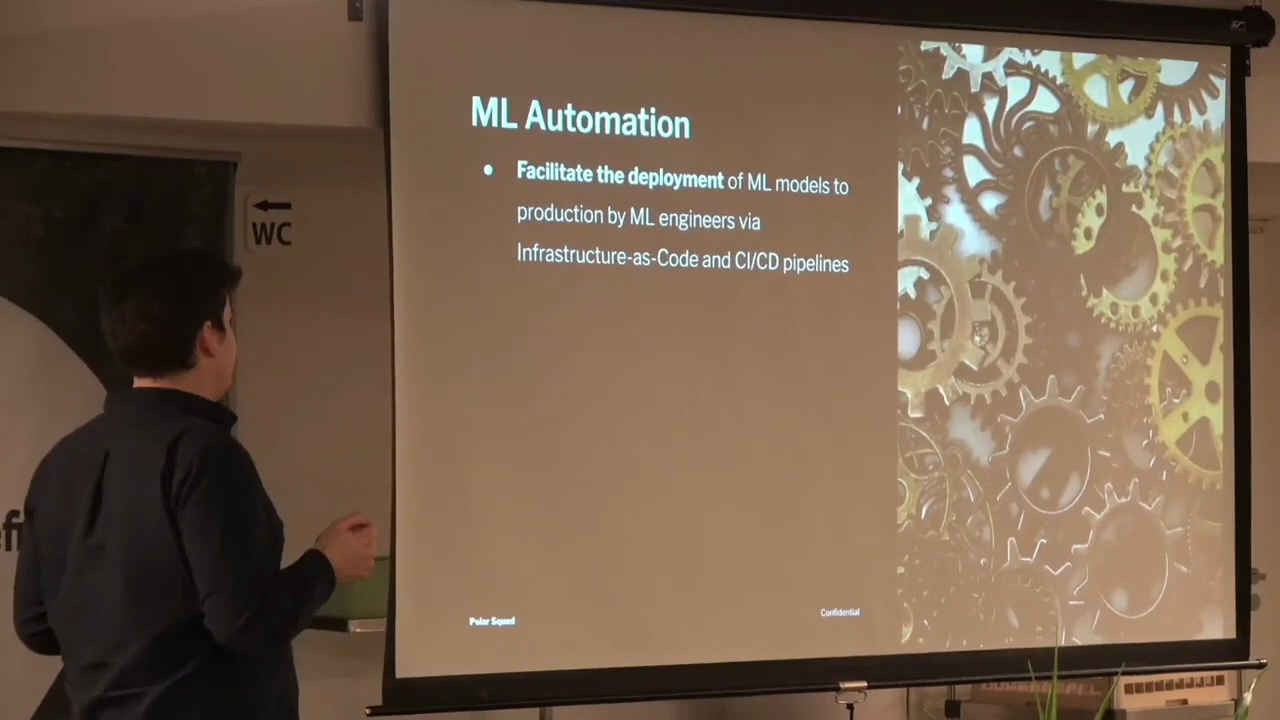 ML Automation
Facilitate the deployment of ML models to
production by ML engineers via
Infrastructure-as-Code and CI/CD pipelines
Polar Squad
Confidential
WC